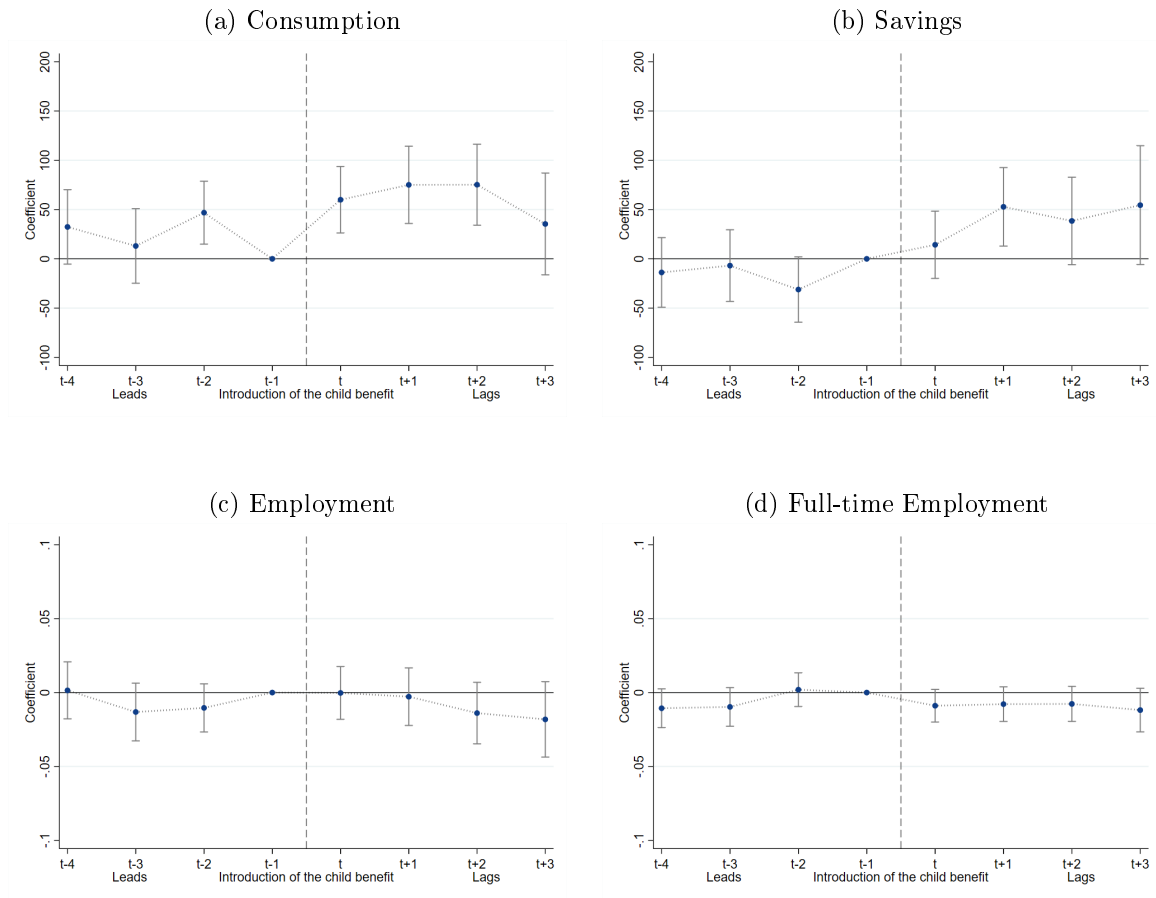 (a) Consumption
200
150
100
50
0
-50
-100
Coefficient
t-4 t-3 t-2 t-1 t t+1 t+2 t+3
Leads Introduction of the child benefit Lags
(b) Savings
200
150
100
50
0
-50
-100
Coefficient
t-4 t-3 t-2 t-1 t t+1 t+2 t+3
Leads Introduction of the child benefit Lags
(c) Employment
.1
.05
0
-.05
-.1
Coefficient
t-4 t-3 t-2 t-1 t t+1 t+2 t+3
Leads Introduction of the child benefit Lags
(d) Full-time Employment
.1
.05
0
-.05
-.1
Coefficient
t-4 t-3 t-2 t-1 t t+1 t+2 t+3
Leads Introduction of the child benefit Lags